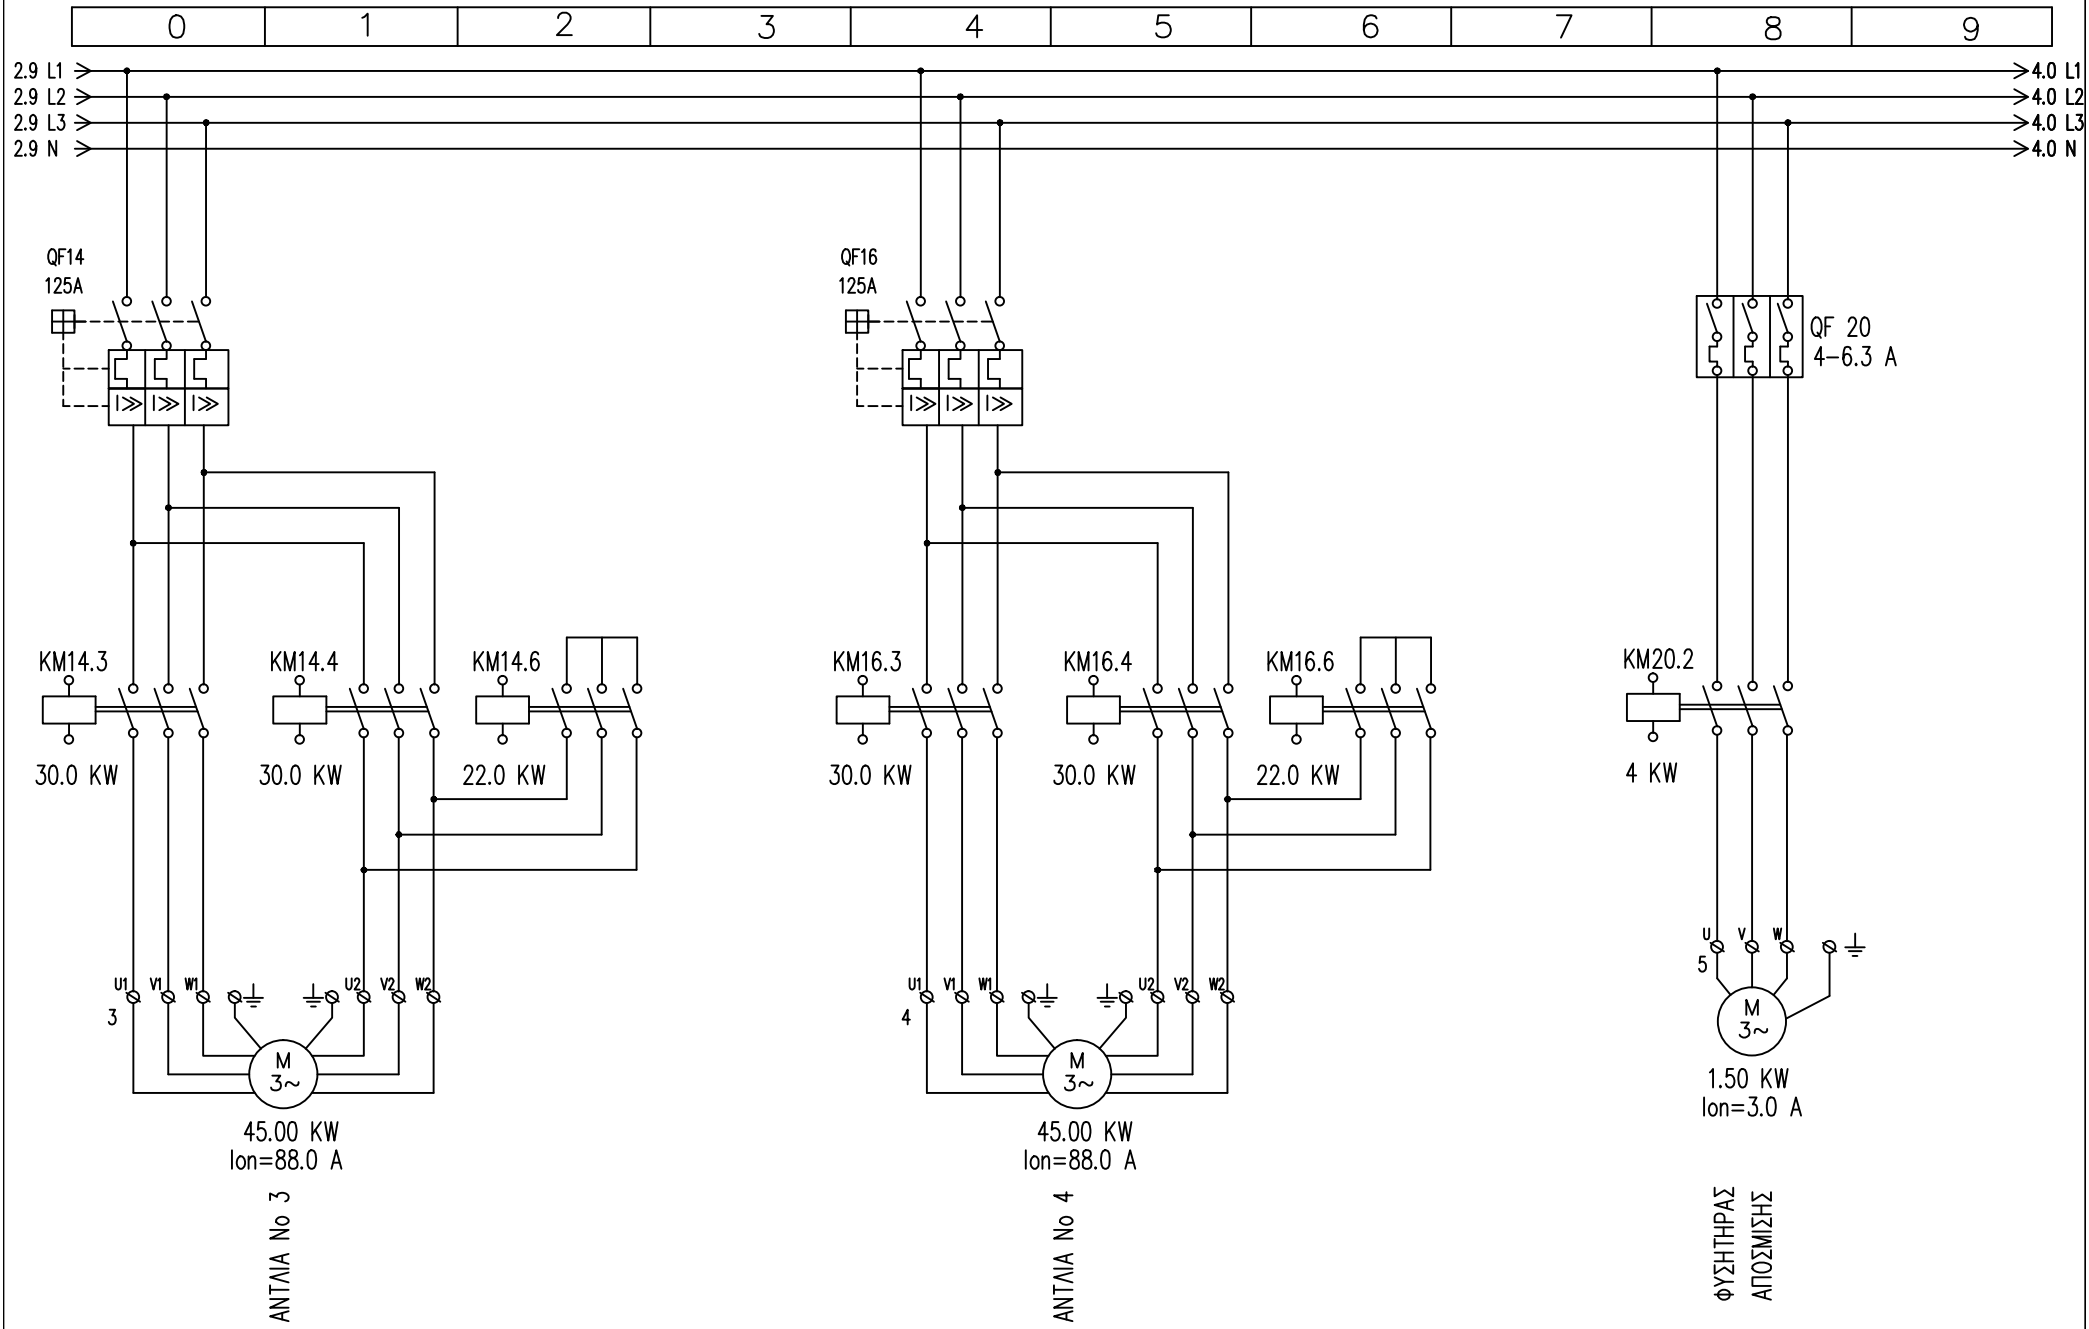 0 1 2 3 4 5 6 7 8 9
2.9 L1
4.0 L1
2.9 L2
4.0 L2
2.9 L3
4.0 L3
2.9 N
4.0 N
QF14
125A
I≫ I≫ I≫
QF16
125A
I≫ I≫ I≫
QF 20
4-6.3 A
KM14.3
30.0 KW
KM14.4
30.0 KW
KM14.6
22.0 KW
KM16.3
30.0 KW
KM16.4
30.0 KW
KM16.6
22.0 KW
KM20.2
4 KW
U1 V1 W1 U2 V2 W2
3
M
3~
45.00 KW
Ion=88.0 A
ΑΝΤΛΙΑ Νο 3
U1 V1 W1 U2 V2 W2
4
M
3~
45.00 KW
Ion=88.0 A
ΑΝΤΛΙΑ Νο 4
U V W
5
M
3~
1.50 KW
Ion=3.0 A
ΦΥΣΗΤΗΡΑΣ
ΑΠΟΣΜΙΣΗΣ